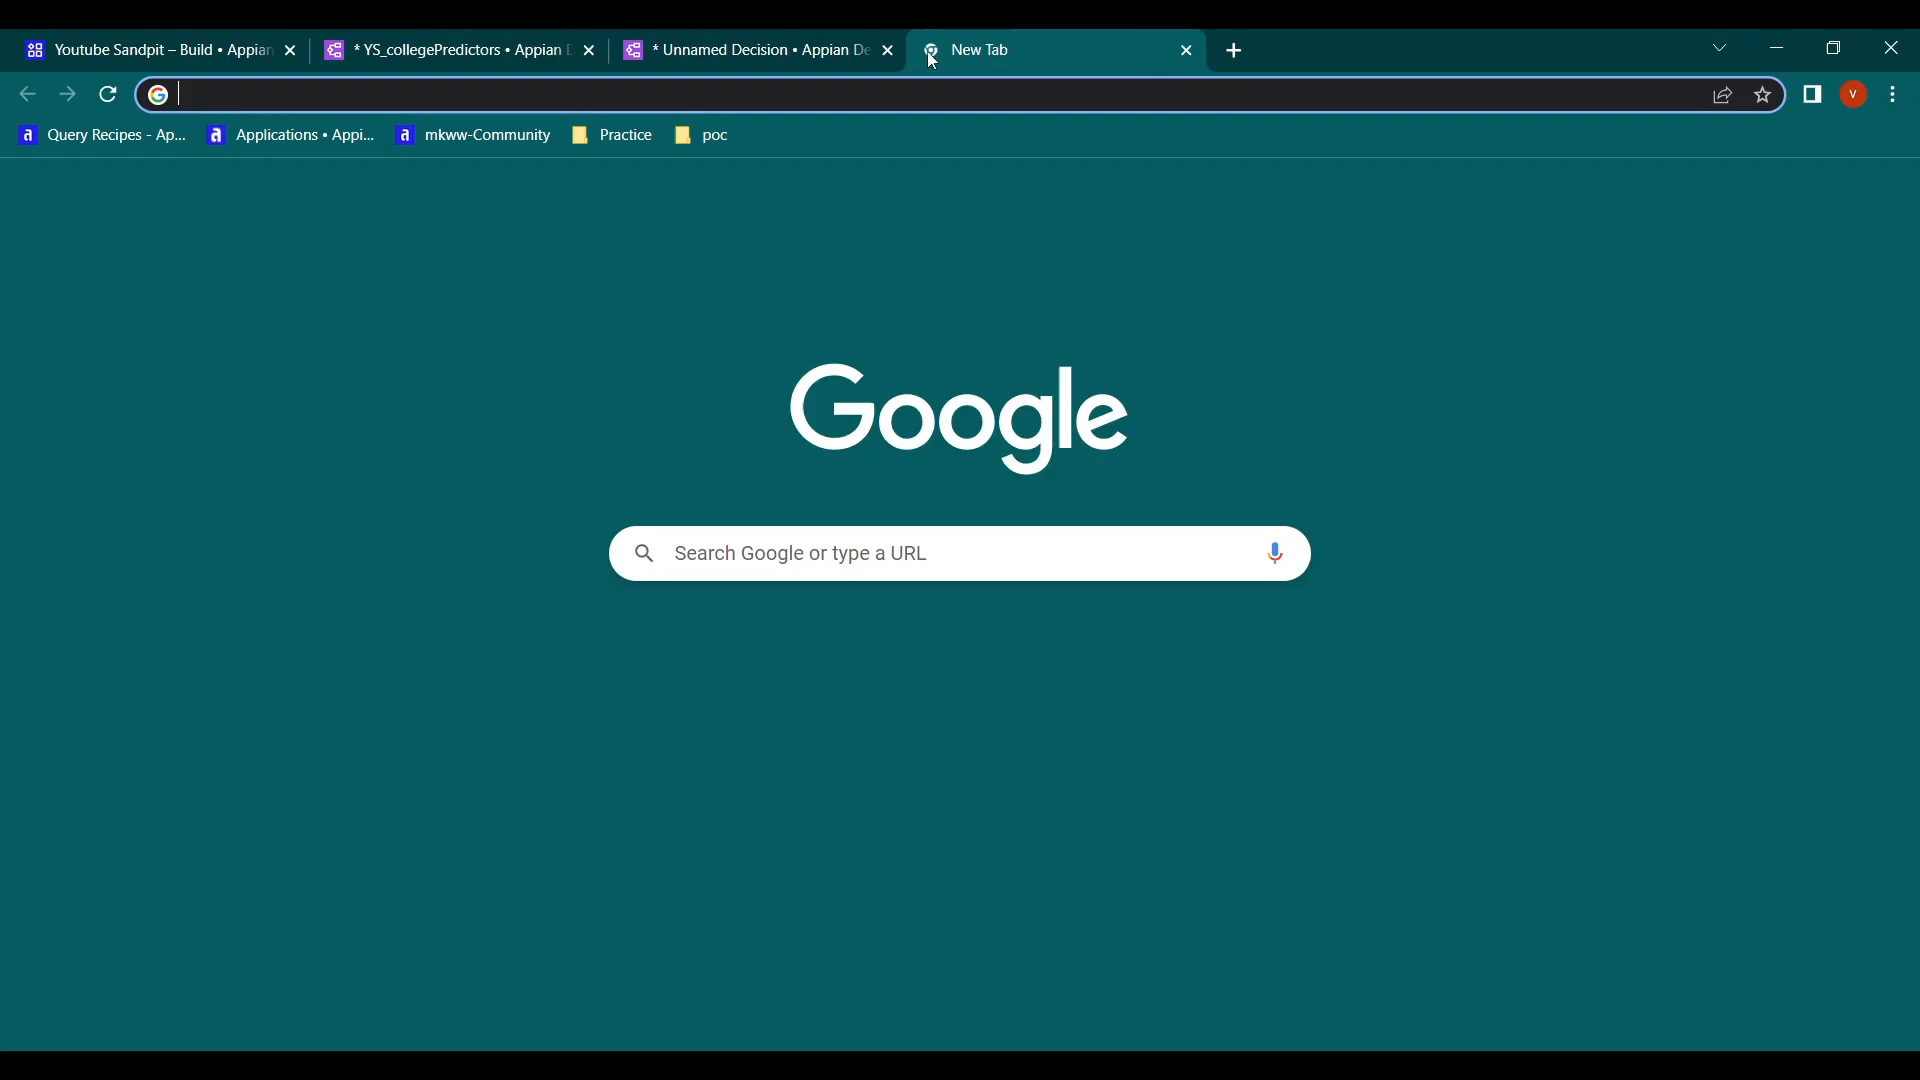 Youtube Sandpit – Build • Appian
* YS_collegePredictors • Appian D
* Unnamed Decision • Appian De
New Tab
V
Query Recipes - Ap...
Applications • Appi...
mkww-Community
Practice
poc
Google
Search Google or type a URL